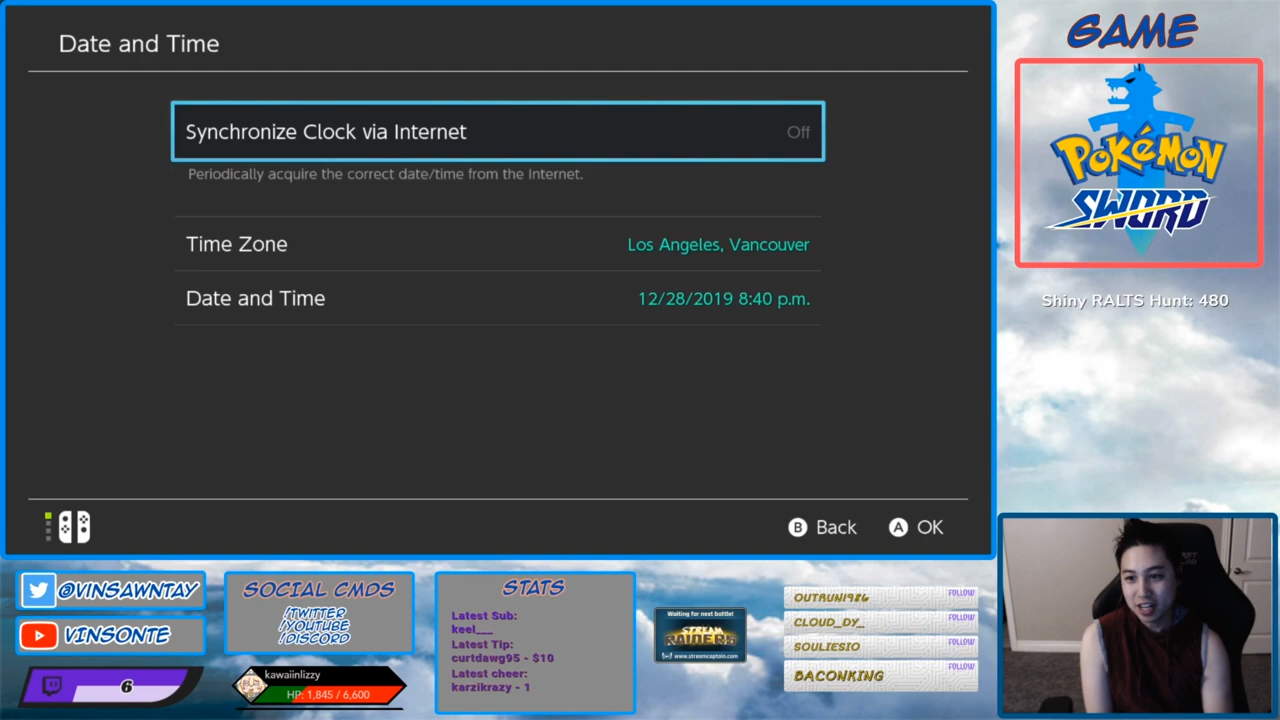 Date and Time
Synchronize Clock via Internet Off
Periodically acquire the correct date/time from the Internet.
Time Zone Los Angeles, Vancouver
Date and Time 12/28/2019 8:40 p.m.
B Back A OK
GAME
POKéMON
SWORD
Shiny RALTS Hunt: 480
@VINSAWNTAY
VINSONTE
6
SOCIAL CMDS
/TWITTER
/YOUTUBE
/DISCORD
kawaiinlizzy
HP: 1,845 / 6,600
STATS
Latest Sub:
keel___
Latest Tip:
curtdawg95 - $10
Latest cheer:
karzikrazy - 1
Waiting for next battle!
STREAM
RAIDERS
www.streamcaptain.com
OUTRUN1986 FOLLOW
CLOUD_DY_ FOLLOW
SOULIESIO FOLLOW
BACONKING FOLLOW